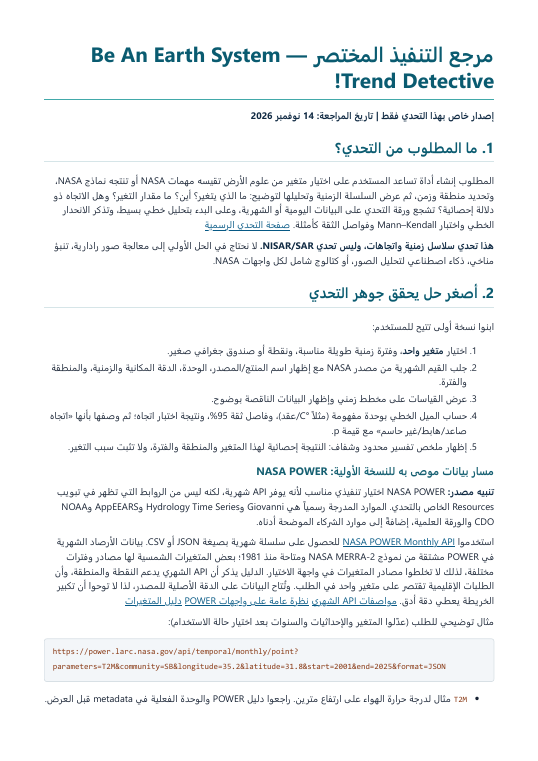 مرجع التنفيذ المختصر — Be An Earth System
Trend Detective!
إصدار خاص بهذا التحدي فقط | تاريخ المراجعة: 14 نوفمبر 2026
1. ما المطلوب من التحدي؟
المطلوب إنشاء أداة تساعد المستخدم على اختيار متغير من علوم الأرض تقيسه مهمات NASA أو تنتجه نماذج NASA،
وتحديد منطقة وزمن، ثم عرض السلسلة الزمنية وتحليلها لتوضيح: ما الذي يتغير؟ أين؟ ما مقدار التغير؟ وهل الاتجاه ذو
دلالة إحصائية؟ تشجع ورقة التحدي على البيانات اليومية أو الشهرية، وعلى البدء بتحليل خطي بسيط، وتذكر الانحدار
الخطي واختبار Mann–Kendall وفواصل الثقة كأمثلة. صفحة التحدي الرسمية
هذا تحدي سلاسل زمنية واتجاهات، وليس تحدي NISAR/SAR. لا نحتاج في الحل الأولي إلى معالجة صور رادارية، تنبؤ
مناخي، ذكاء اصطناعي لتحليل الصور، أو كتالوج شامل لكل واجهات NASA.
2. أصغر حل يحقق جوهر التحدي
ابنوا نسخة أولى تتيح للمستخدم:
1. اختيار متغير واحد، وفترة زمنية طويلة مناسبة، ونقطة أو صندوق جغرافي صغير.
2. جلب القيم الشهرية من مصدر NASA مع إظهار اسم المنتج/المصدر، الوحدة، الدقة المكانية والزمنية، والمنطقة
والفترة.
3. عرض القياسات على مخطط زمني وإظهار البيانات الناقصة بوضوح.
4. حساب الميل الخطي بوحدة مفهومة (مثلاً °C/عقد)، وفاصل ثقة 95%، ونتيجة اختبار اتجاه؛ ثم وصفها بأنها «اتجاه
صاعد/هابط/غير حاسم» مع قيمة p.
5. إظهار ملخص تفسير محدود وشفاف: النتيجة إحصائية لهذا المتغير والمنطقة والفترة، ولا تثبت سبب التغير.
مسار بيانات موصى به للنسخة الأولية: NASA POWER
تنبيه مصدر: NASA POWER اختيار تنفيذي مناسب لأنه يوفر API شهرية، لكنه ليس من الروابط التي تظهر في تبويب
Resources الخاص بالتحدي. الموارد المدرجة رسمياً هي Giovanni وHydrology Time Series وAppEEARS وNOAA
CDO والورقة العلمية، إضافةً إلى موارد الشركاء الموضحة أدناه.
استخدموا NASA POWER Monthly API للحصول على سلسلة شهرية بصيغة JSON أو CSV. بيانات الأرصاد الشهرية
في POWER مشتقة من نموذج NASA MERRA-2 ومتاحة منذ 1981؛ بعض المتغيرات الشمسية لها مصادر وفترات
مختلفة، لذلك لا تخلطوا مصادر المتغيرات في واجهة الاختيار. الدليل يذكر أن API الشهري يدعم النقطة والمنطقة، وأن
الطلبات الإقليمية تقتصر على متغير واحد في الطلب. وتُتاح البيانات على الدقة الأصلية للمصدر، لذا لا توحوا أن تكبير
الخريطة يعطي دقة أدق. مواصفات API الشهري نظرة عامة على واجهات POWER دليل المتغيرات
مثال توضيحي للطلب (عدّلوا المتغير والإحداثيات والسنوات بعد اختيار حالة الاستخدام):
https://power.larc.nasa.gov/api/temporal/monthly/point?
parameters=T2M&community=SB&longitude=35.2&latitude=31.8&start=2001&end=2025&format=JSON
• T2M مثال لدرجة حرارة الهواء على ارتفاع مترين. راجعوا دليل POWER والوحدة الفعلية في metadata قبل العرض.